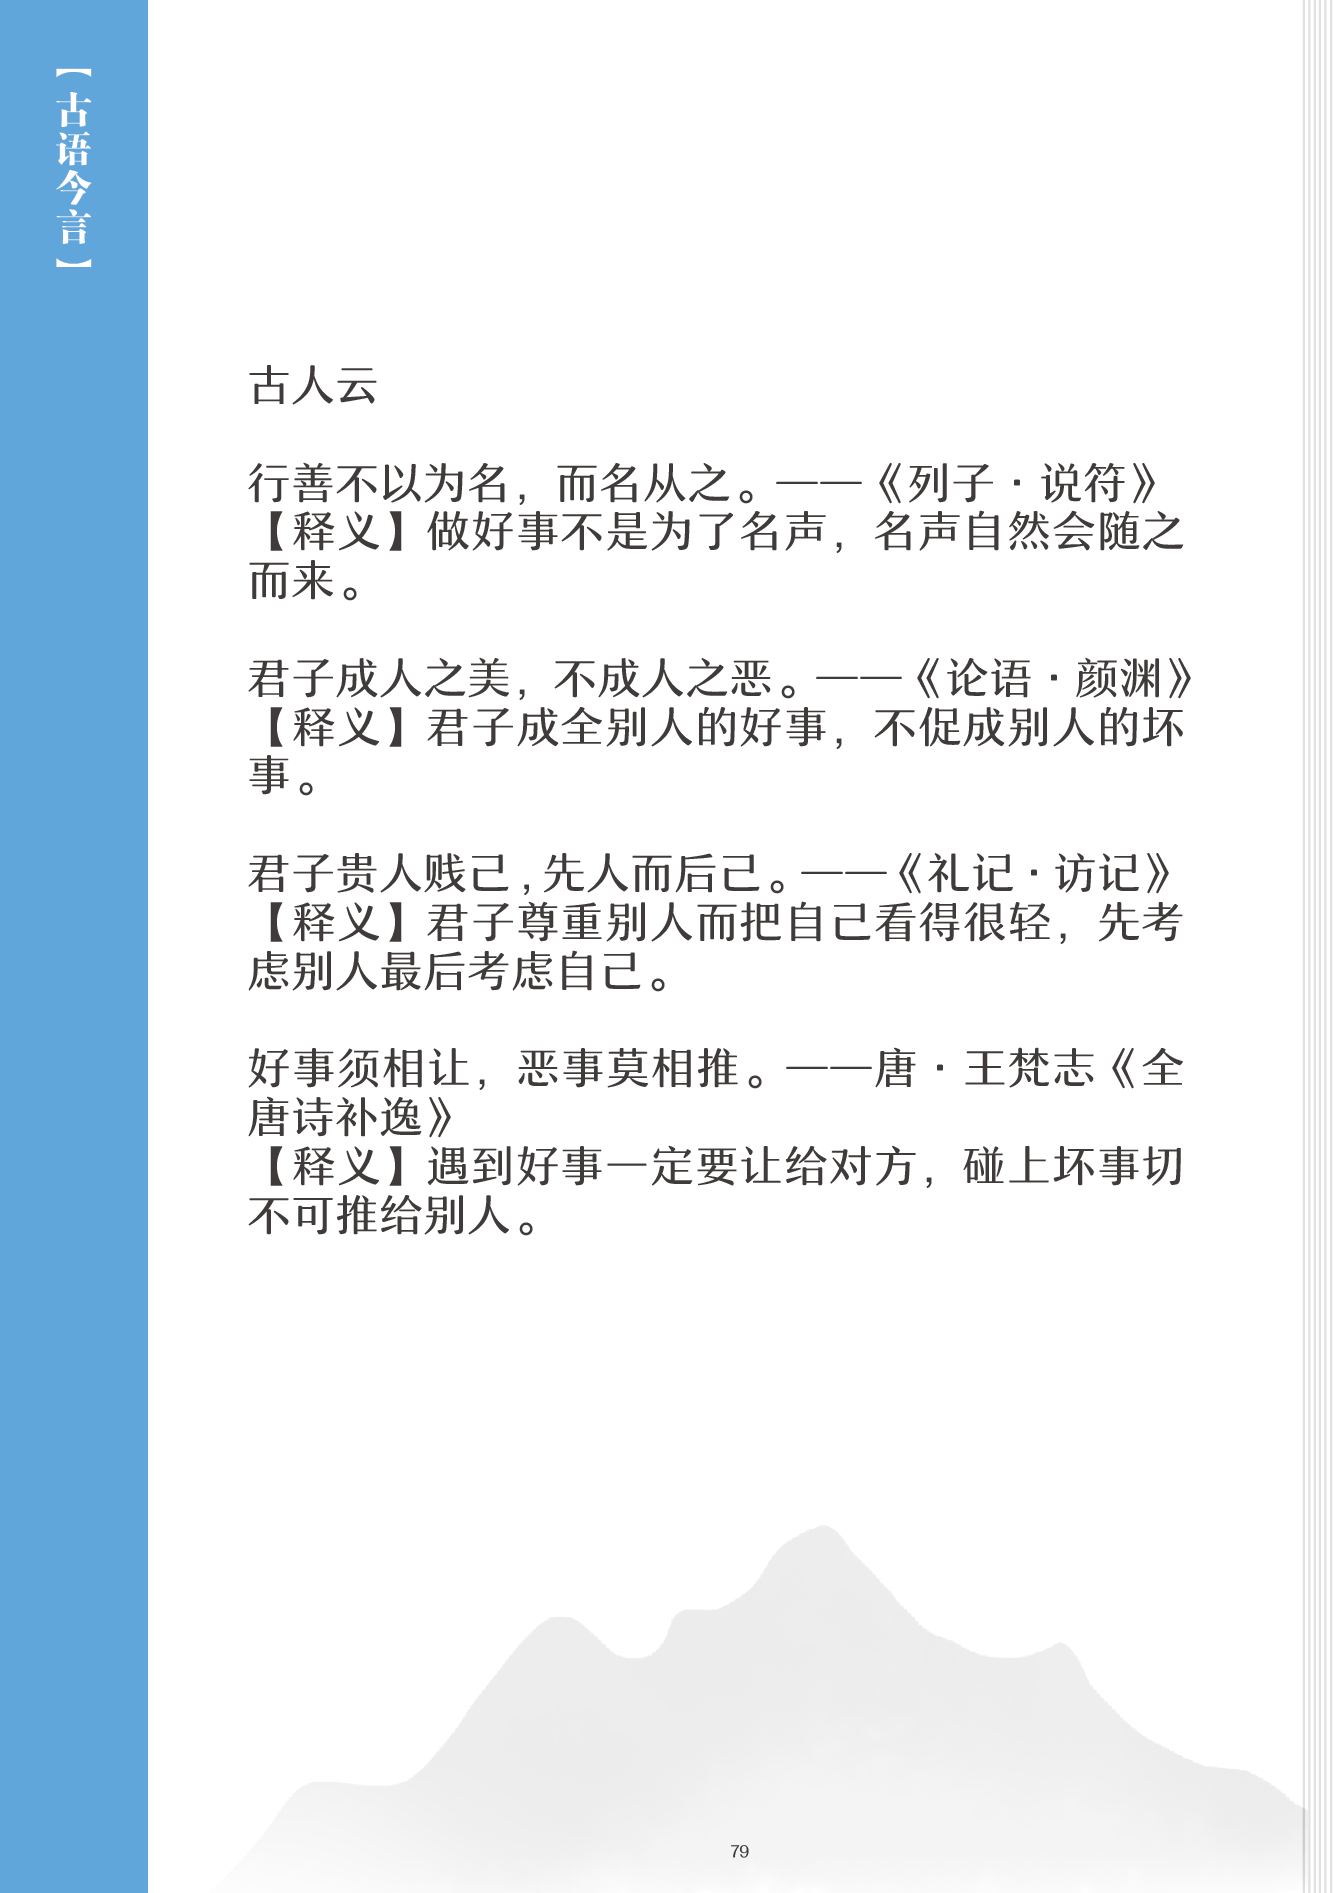 【古语今言】
古人云
行善不以为名，而名从之。——《列子·说符》
【释义】做好事不是为了名声，名声自然会随之
而来。
君子成人之美，不成人之恶。——《论语·颜渊》
【释义】君子成全别人的好事，不促成别人的坏
事。
君子贵人贱己,先人而后己。——《礼记·访记》
【释义】君子尊重别人而把自己看得很轻，先考
虑别人最后考虑自己。
好事须相让，恶事莫相推。——唐·王梵志《全
唐诗补逸》
【释义】遇到好事一定要让给对方，碰上坏事切
不可推给别人。
79